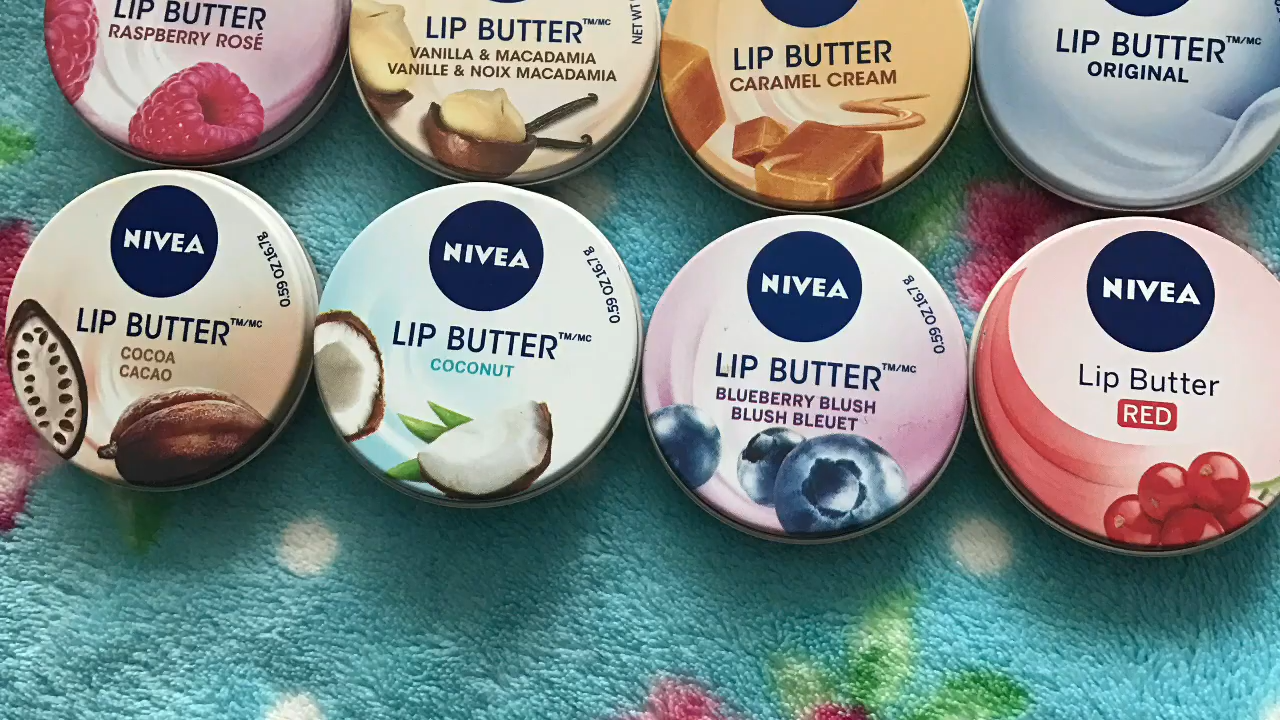 LIP BUTTER
RASPBERRY ROSÉ
LIP BUTTER™/MC
VANILLA & MACADAMIA
VANILLE & NOIX MACADAMIA
NET WT
LIP BUTTER
CARAMEL CREAM
LIP BUTTER™/MC
ORIGINAL
NIVEA
LIP BUTTER™/MC
COCOA
CACAO
0.59 OZ 16.7g
NIVEA
LIP BUTTER™/MC
COCONUT
0.59 OZ 16.7g
NIVEA
LIP BUTTER™/MC
BLUEBERRY BLUSH
BLUSH BLEUET
0.59 OZ 16.7g
NIVEA
Lip Butter
RED